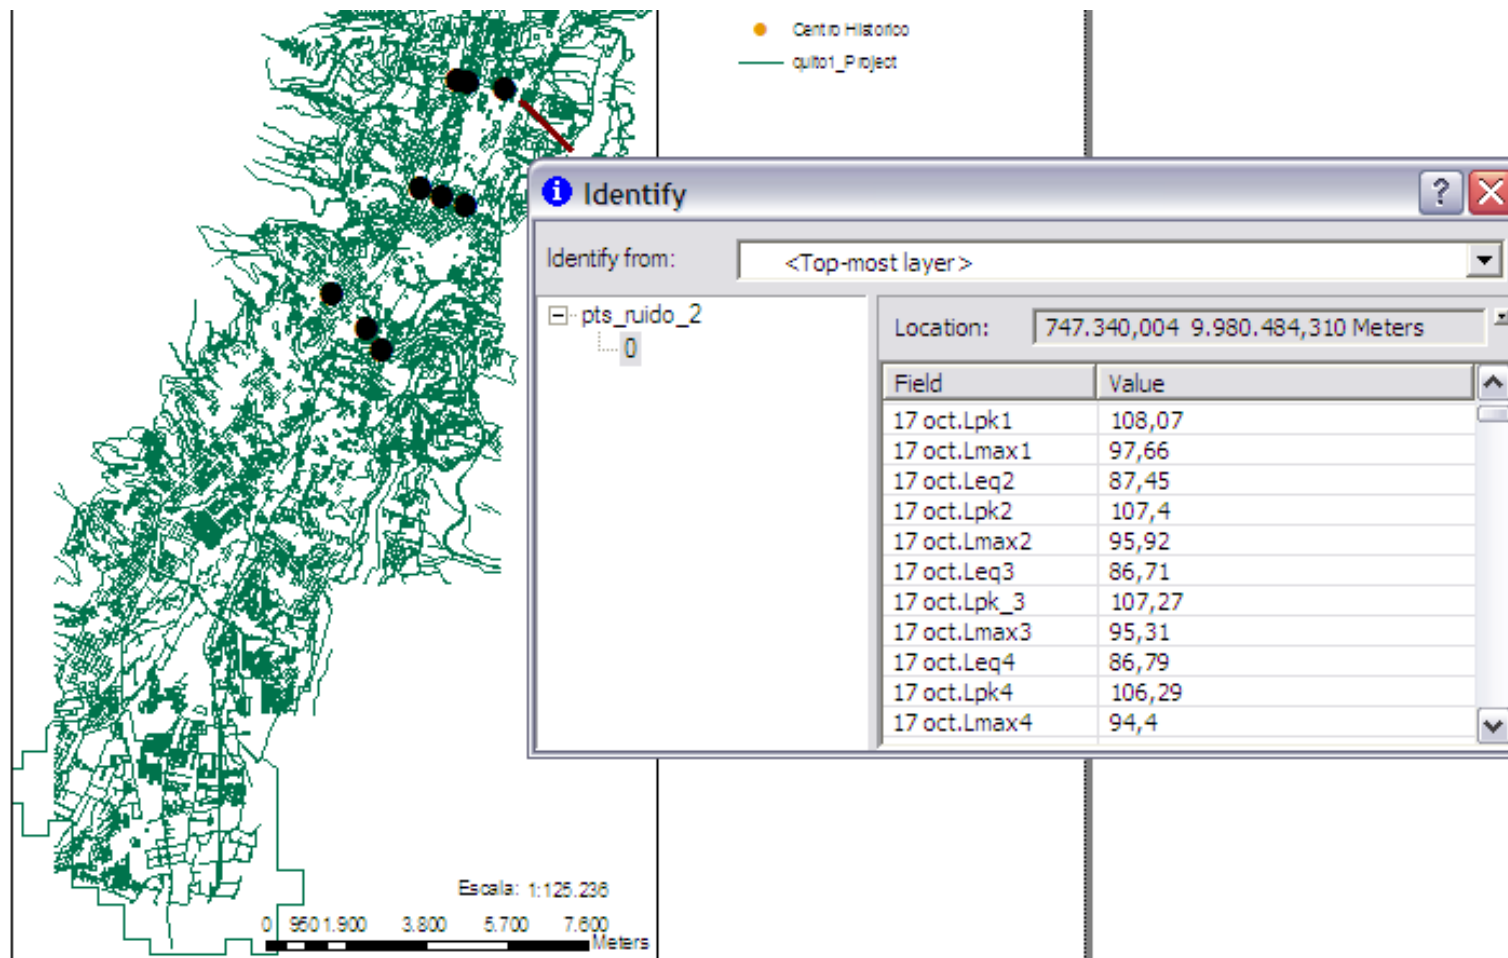 Centro Historico
quito1_Project
Identify
Identify from:
<Top-most layer>
pts_ruido_2
0
Location:
747.340,004 9.980.484,310 Meters
Field Value
17 oct.Lpk1 108,07
17 oct.Lmax1 97,66
17 oct.Leq2 87,45
17 oct.Lpk2 107,4
17 oct.Lmax2 95,92
17 oct.Leq3 86,71
17 oct.Lpk_3 107,27
17 oct.Lmax3 95,31
17 oct.Leq4 86,79
17 oct.Lpk4 106,29
17 oct.Lmax4 94,4
Escala: 1:125.236
0 950 1.900 3.800 5.700 7.600
Meters